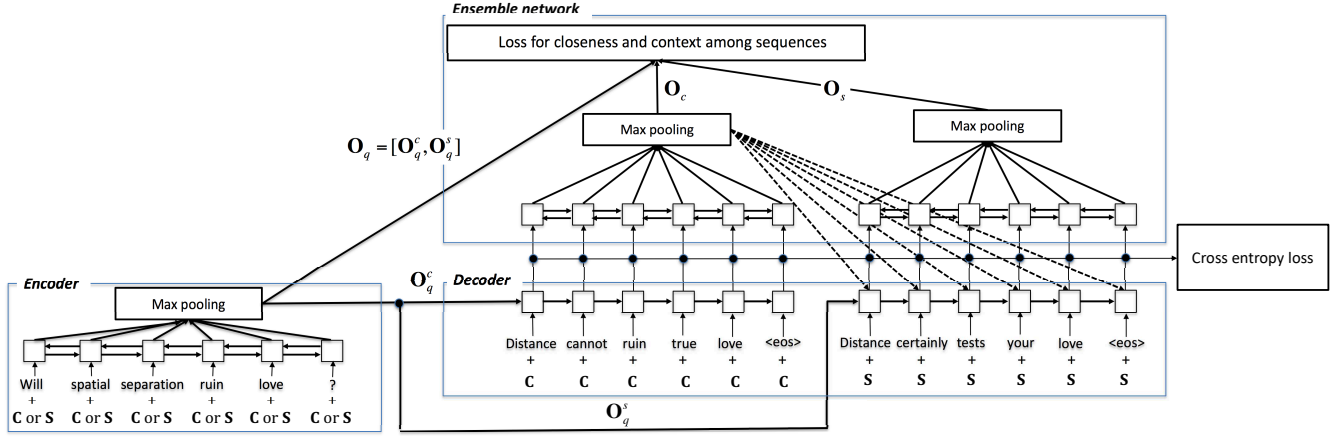 Ensemble network
Loss for closeness and context among sequences
O_c
O_s
Max pooling
Max pooling
O_q = [O_q^c, O_q^s]
Cross entropy loss
Encoder
Max pooling
O_q^c
Decoder
Will spatial separation ruin love ?
+ + + + + +
C or S C or S C or S C or S C or S C or S
Distance cannot ruin true love <eos>
+ + + + + +
C C C C C C
Distance certainly tests your love <eos>
+ + + + + +
S S S S S S
O_q^s